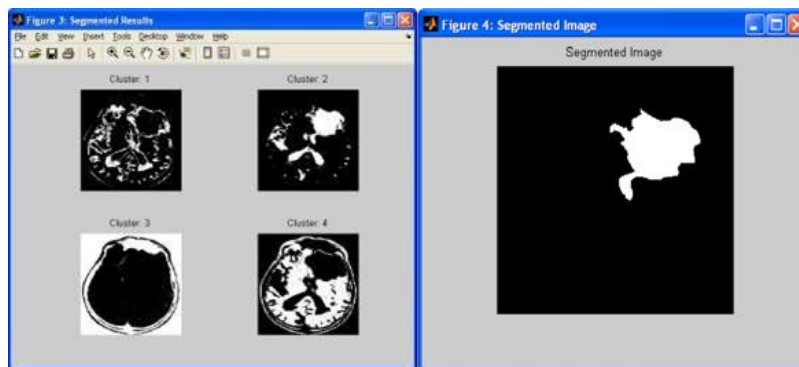 Figure 3: Segmented Results
File Edit View Insert Tools Desktop Window Help
Cluster: 1
Cluster: 2
Cluster: 3
Cluster: 4
Figure 4: Segmented Image
Segmented Image